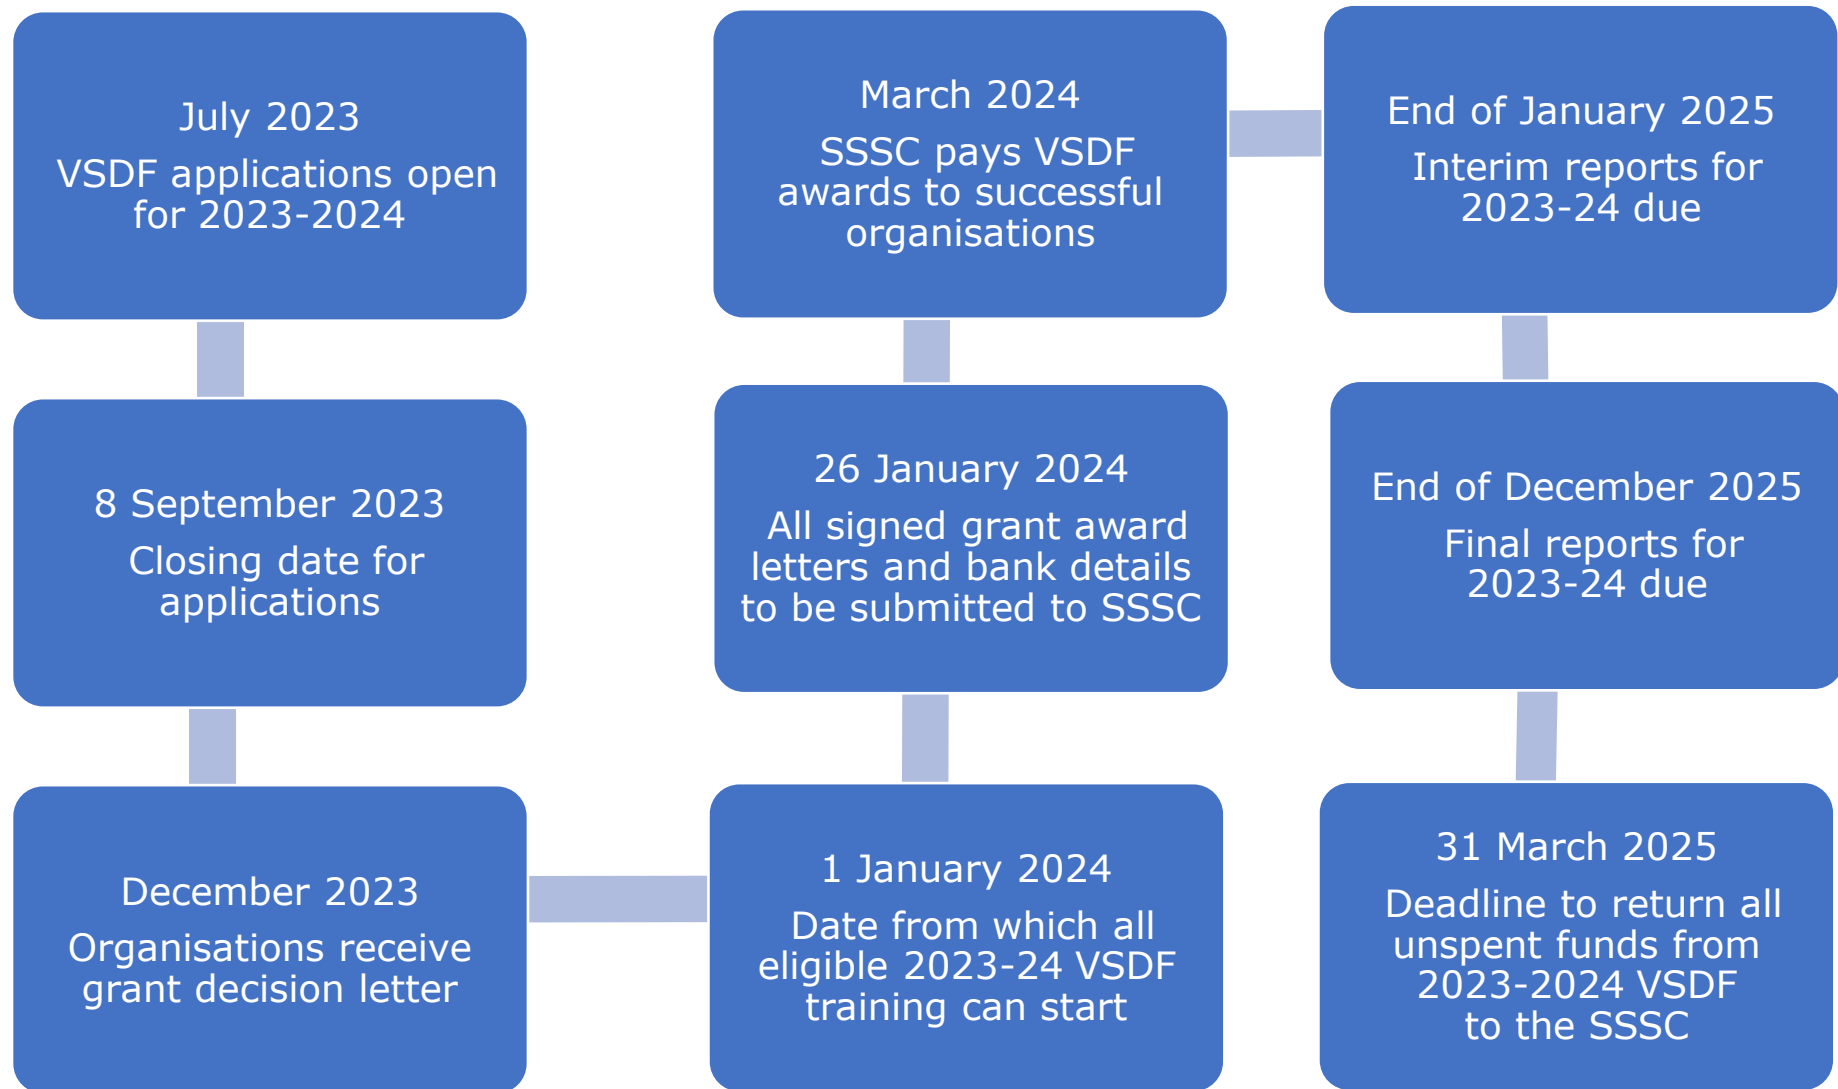 July 2023
VSDF applications open
for 2023-2024
8 September 2023
Closing date for
applications
December 2023
Organisations receive
grant decision letter
1 January 2024
Date from which all
eligible 2023-24 VSDF
training can start
26 January 2024
All signed grant award
letters and bank details
to be submitted to SSSC
March 2024
SSSC pays VSDF
awards to successful
organisations
End of January 2025
Interim reports for
2023-24 due
End of December 2025
Final reports for
2023-24 due
31 March 2025
Deadline to return all
unspent funds from
2023-2024 VSDF
to the SSSC